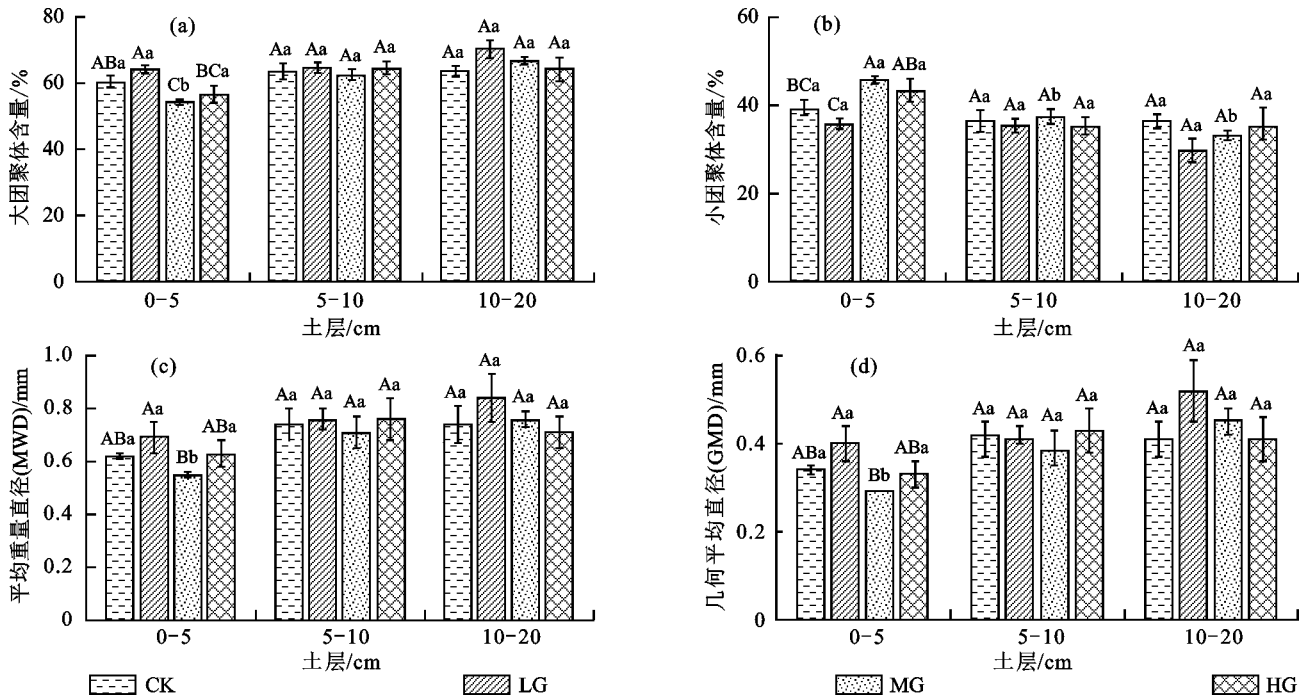 80
60
40
20
0
大团聚体含量/%
(a)
ABa Aa Cb BCa
Aa Aa Aa Aa
Aa Aa Aa Aa
0-5 5-10 10-20
土层/cm
60
40
20
0
小团聚体含量/%
(b)
BCa Ca Aa ABa
Aa Aa Ab Aa
Aa Aa Ab Aa
0-5 5-10 10-20
土层/cm
1.0
0.8
0.6
0.4
0.2
0
平均重量直径(MWD)/mm
(c)
ABa Aa Bb ABa
Aa Aa Aa Aa
Aa Aa Aa Aa
0-5 5-10 10-20
土层/cm
0.6
0.4
0.2
0
几何平均直径(GMD)/mm
(d)
ABa Aa Bb ABa
Aa Aa Aa Aa
Aa Aa Aa Aa
0-5 5-10 10-20
土层/cm
CK LG MG HG